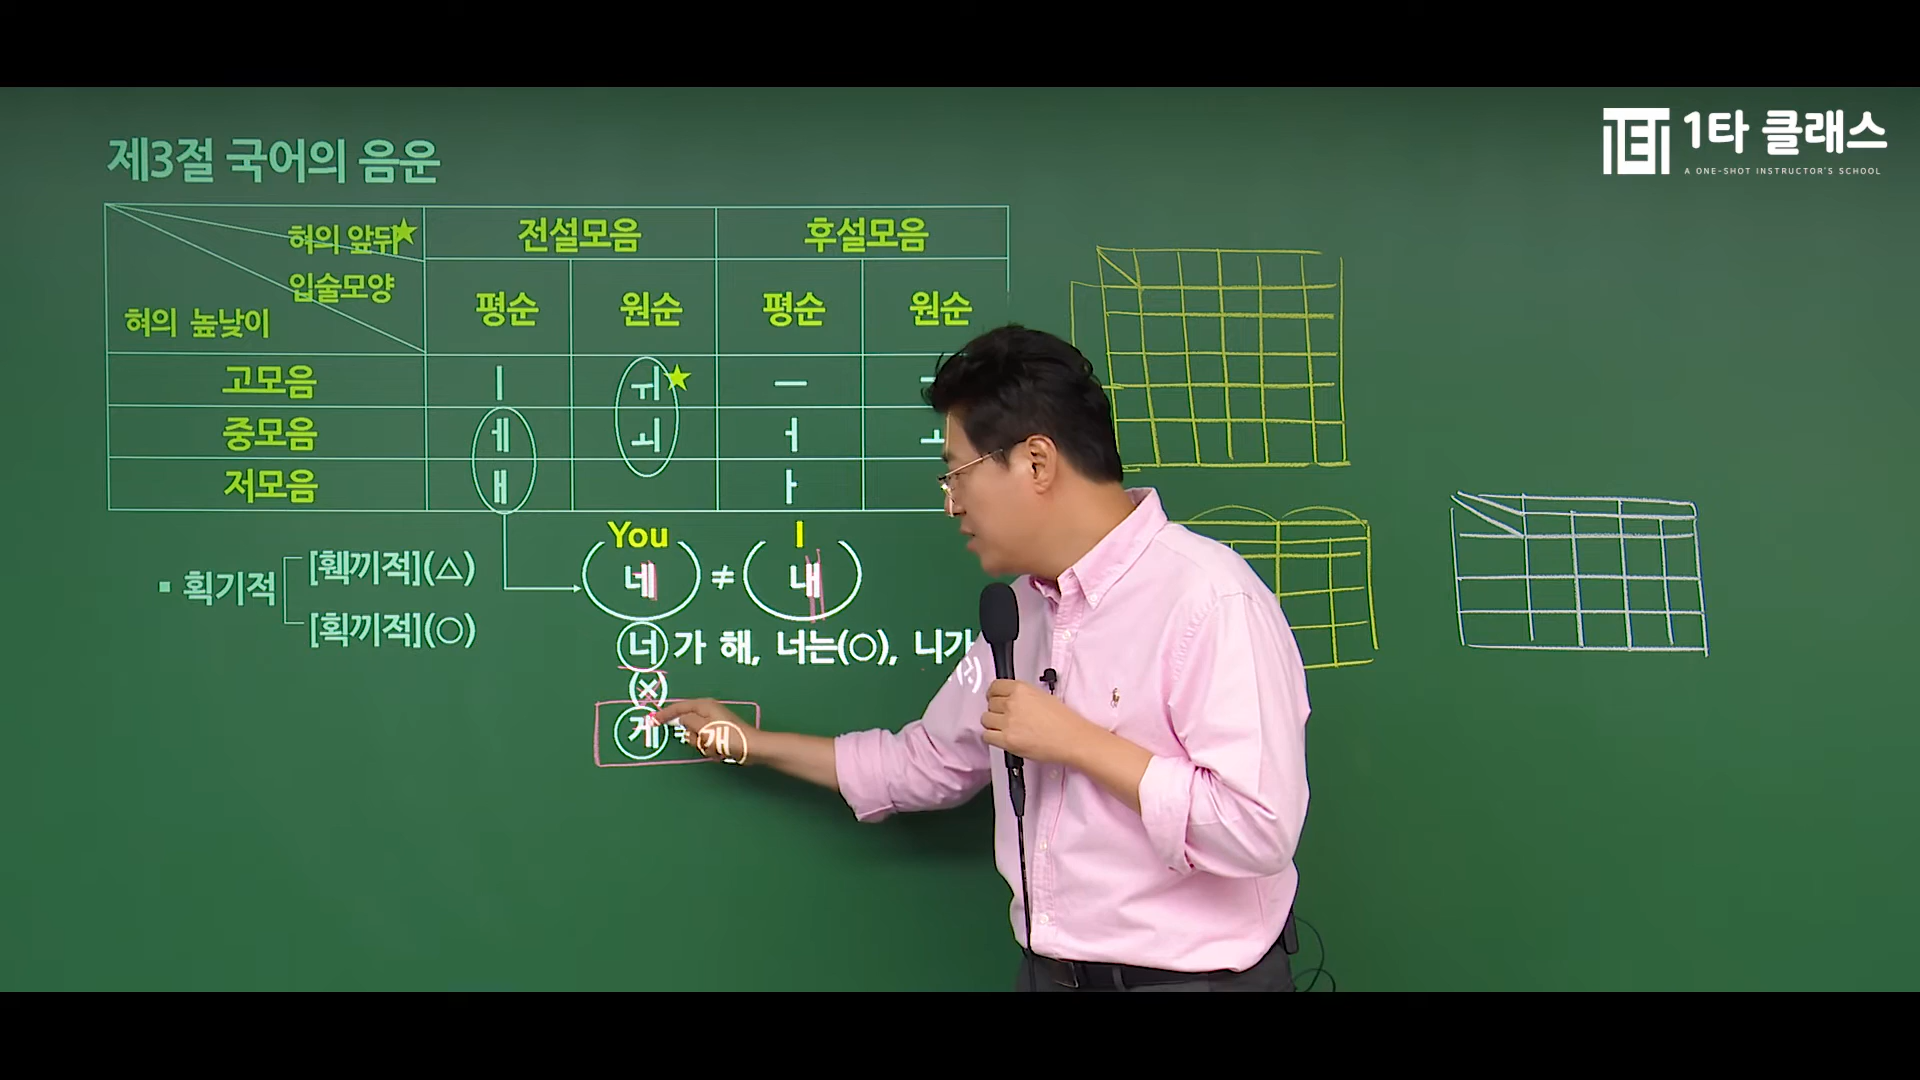 1타 클래스
A ONE-SHOT INSTRUCTOR'S SCHOOL
제3절 국어의 음운
혀의 앞뒤★ 전설모음 후설모음
입술모양
혀의 높낮이 평순 원순 평순 원순
고모음 ㅣ ㅟ★ ㅡ
중모음 ㅔ ㅚ ㅓ ㅗ
저모음 ㅐ ㅏ
You I
▪ 획기적 [훽끼적](△)
[획끼적](○)
네 ≠ 내
너가 해, 너는(○), 니가
(×)
게 개